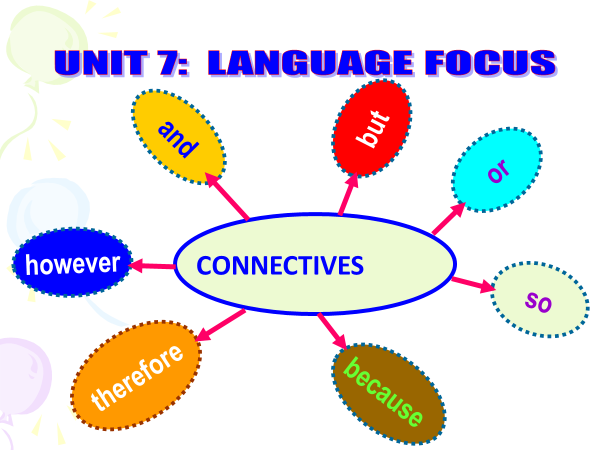 UNIT 7: LANGUAGE FOCUS
and
but
or
however
CONNECTIVES
so
therefore
because